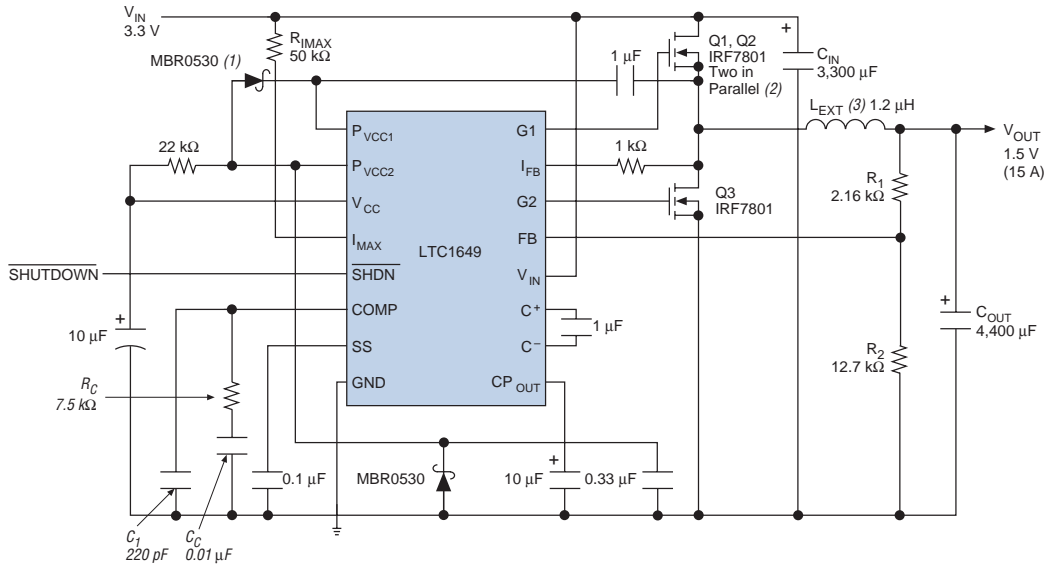 V_IN
3.3 V
R_IMAX
50 kΩ
MBR0530 (1)
1 µF
Q1, Q2
IRF7801
Two in
Parallel (2)
+
C_IN
3,300 µF
L_EXT (3) 1.2 µH
V_OUT
1.5 V
(15 A)
22 kΩ
P_VCC1
P_VCC2
V_CC
I_MAX
SHDN
COMP
SS
GND
LTC1649
G1
I_FB
G2
FB
V_IN
C+
C−
CP_OUT
1 kΩ
Q3
IRF7801
R_1
2.16 kΩ
SHUTDOWN
+
10 µF
1 µF
+
C_OUT
4,400 µF
R_2
12.7 kΩ
R_C
7.5 kΩ
0.1 µF
MBR0530
+
10 µF
0.33 µF
C_1
220 pF
C_C
0.01 µF